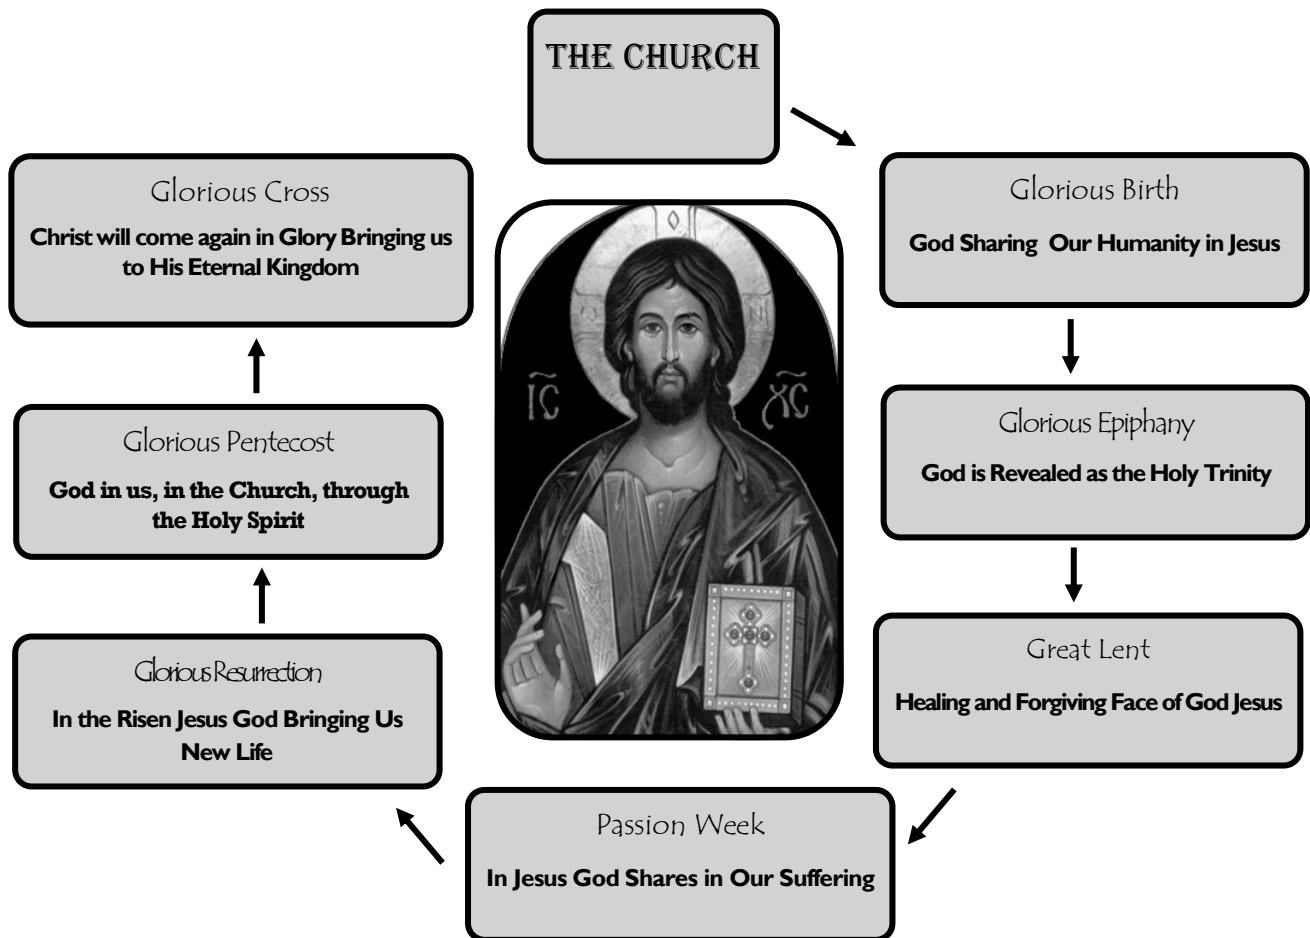 THE CHURCH
Glorious Birth
God Sharing Our Humanity in Jesus
Glorious Epiphany
God is Revealed as the Holy Trinity
Great Lent
Healing and Forgiving Face of God Jesus
Passion Week
In Jesus God Shares in Our Suffering
Glorious Resurrection
In the Risen Jesus God Bringing Us
New Life
Glorious Pentecost
God in us, in the Church, through
the Holy Spirit
Glorious Cross
Christ will come again in Glory Bringing us
to His Eternal Kingdom
IC XC